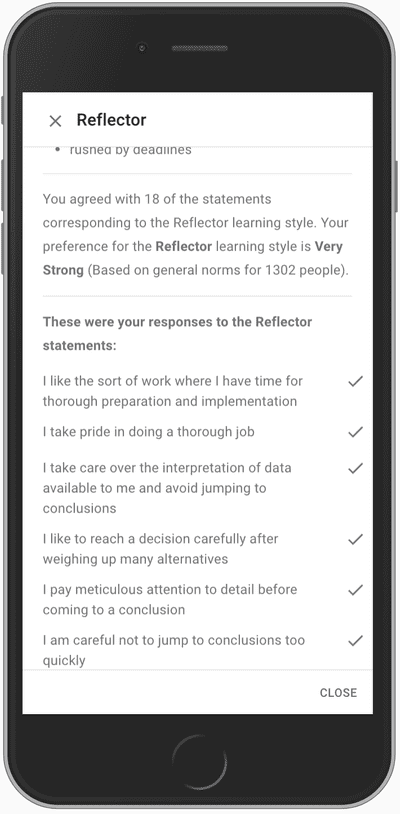 Reflector
• rushed by deadlines
You agreed with 18 of the statements
corresponding to the Reflector learning style. Your
preference for the Reflector learning style is Very
Strong (Based on general norms for 1302 people).
These were your responses to the Reflector
statements:
I like the sort of work where I have time for
thorough preparation and implementation
I take pride in doing a thorough job
I take care over the interpretation of data
available to me and avoid jumping to
conclusions
I like to reach a decision carefully after
weighing up many alternatives
I pay meticulous attention to detail before
coming to a conclusion
I am careful not to jump to conclusions too
quickly
CLOSE